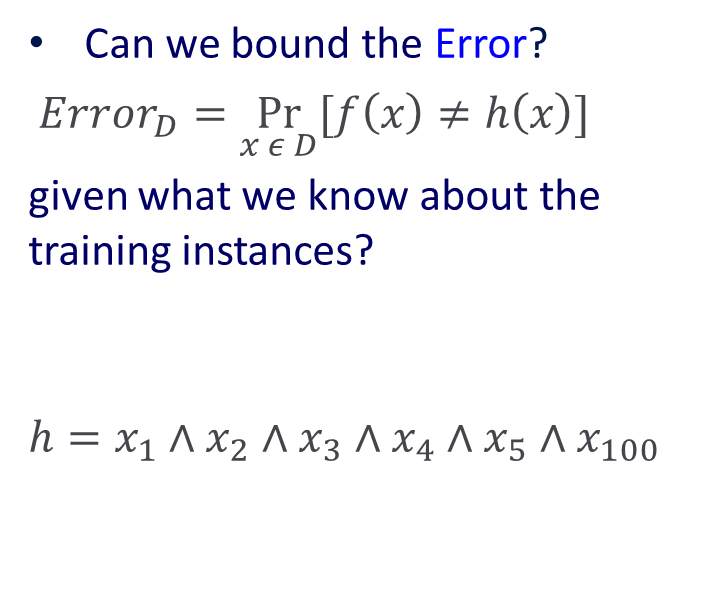 • Can we bound the Error?
Error_D = Pr_{x ϵ D} [f(x) ≠ h(x)]
given what we know about the
training instances?
h = x₁ ∧ x₂ ∧ x₃ ∧ x₄ ∧ x₅ ∧ x₁₀₀